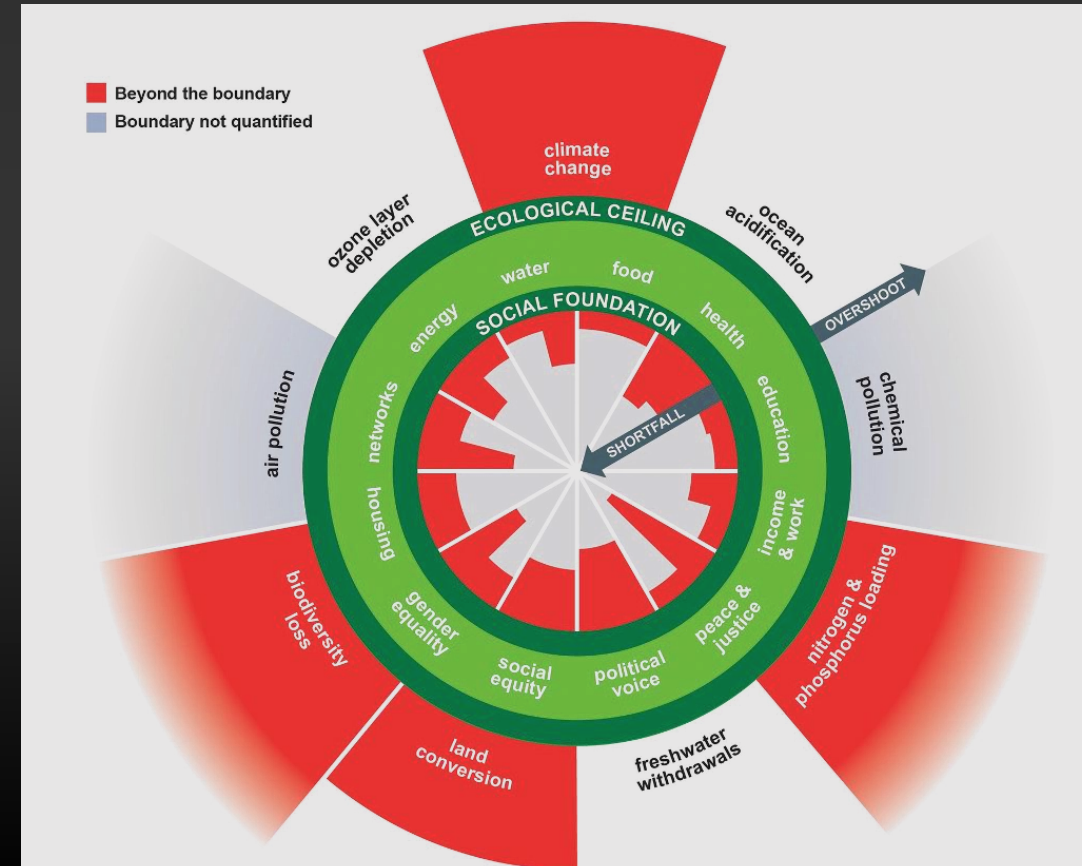 Beyond the boundary
Boundary not quantified
climate
change
ozone layer
depletion
ocean
acidification
ECOLOGICAL CEILING
OVERSHOOT
water
food
energy
SOCIAL FOUNDATION
health
air pollution
networks
SHORTFALL
education
chemical
pollution
housing
income
& work
biodiversity
loss
gender
equality
social
equity
political
voice
peace &
justice
nitrogen &
phosphorus loading
land
conversion
freshwater
withdrawals